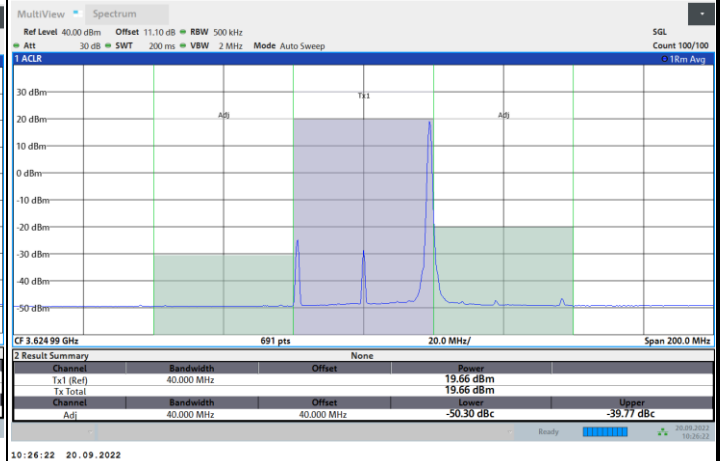 MultiView Spectrum
Ref Level 40.00 dBm Offset 11.10 dB RBW 500 kHz SGL
Att 30 dB SWT 200 ms VBW 2 MHz Mode Auto Sweep Count 100/100
1 ACLR 1Rm Avg
30 dBm
Tx1
Adj Adj
20 dBm
10 dBm
0 dBm
-10 dBm
-20 dBm
-30 dBm
-40 dBm
-50 dBm
CF 3.624 99 GHz 691 pts 20.0 MHz/ Span 200.0 MHz
2 Result Summary None
Channel Bandwidth Offset Power
Tx1 (Ref) 40.000 MHz 19.66 dBm
Tx Total 19.66 dBm
Channel Bandwidth Offset Lower Upper
Adj 40.000 MHz 40.000 MHz -50.30 dBc -39.77 dBc
Ready 20.09.2022
10:26:22
10:26:22 20.09.2022